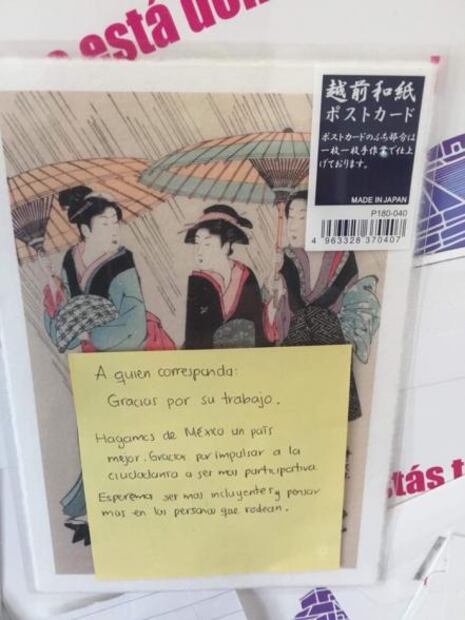 está don
越前和紙
ポストカード
ポストカードのふち部分は
一枚一枚手作業で仕上
げております。
MADE IN JAPAN
P180-040
4 963328 370407
A quien corresponda:
Gracias por su trabajo.
Hagamos de México un país
mejor. Gracias por impulsar a la
ciudadanía a ser mas participativa.
Esperemos ser mas incluyentes y pensar
mas en las personas que rodean.
stás t